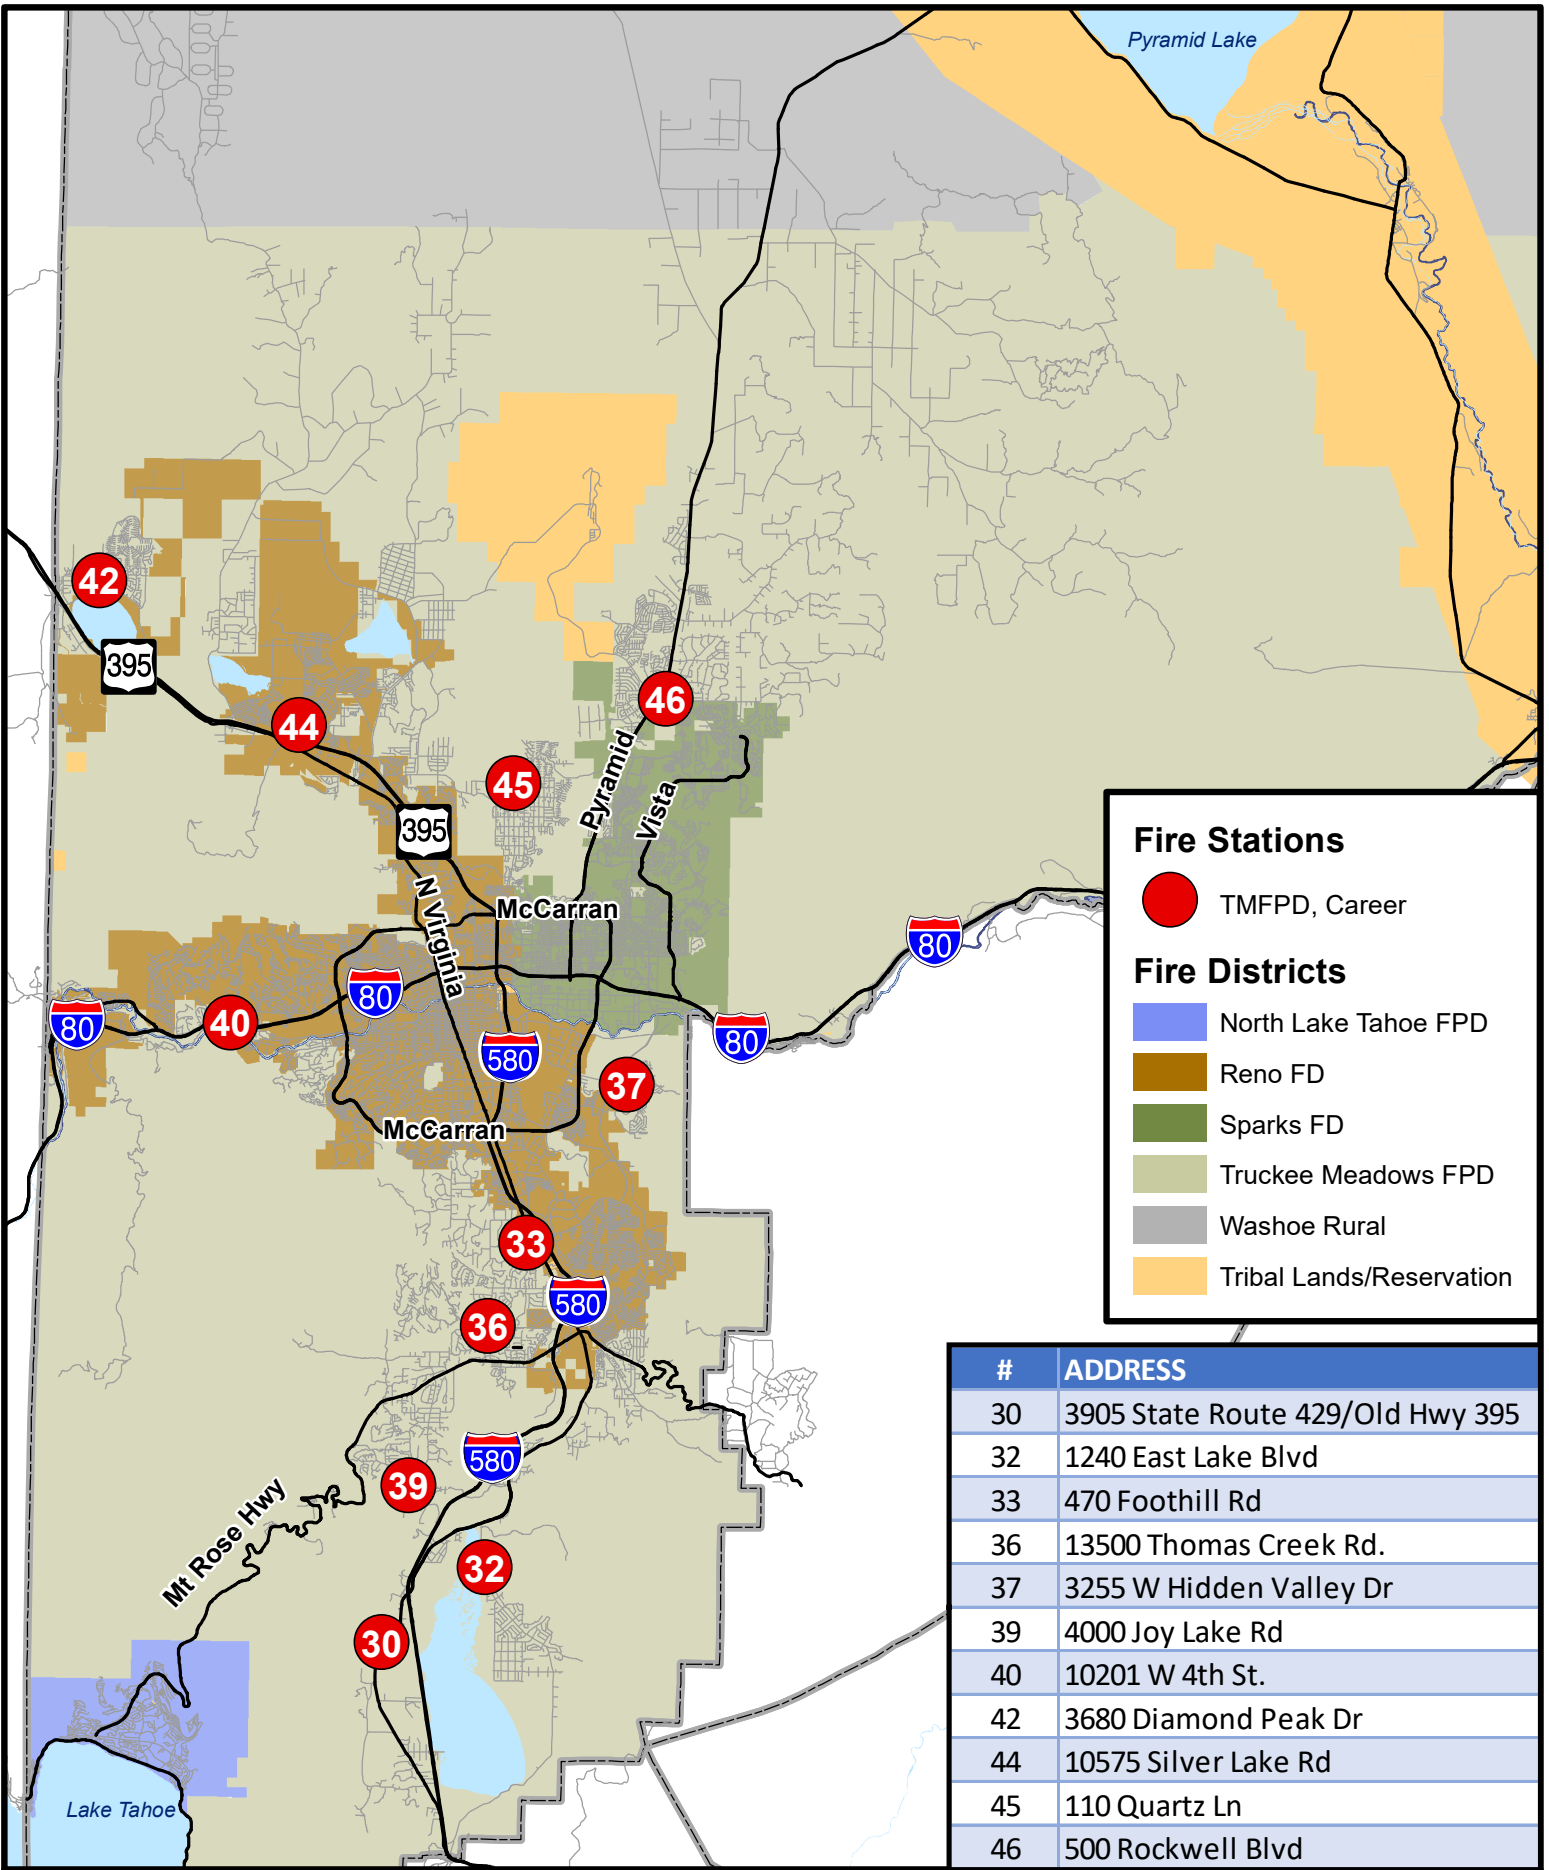 Pyramid Lake
42
395
46
44
Pyramid
45
Vista
395
N Virginia
McCarran
80
80
80
40
80
580
37
McCarran
33
580
36
580
39
Mt Rose Hwy
32
30
Lake Tahoe
Fire Stations
TMFPD, Career
Fire Districts
North Lake Tahoe FPD
Reno FD
Sparks FD
Truckee Meadows FPD
Washoe Rural
Tribal Lands/Reservation
# ADDRESS
30 3905 State Route 429/Old Hwy 395
32 1240 East Lake Blvd
33 470 Foothill Rd
36 13500 Thomas Creek Rd.
37 3255 W Hidden Valley Dr
39 4000 Joy Lake Rd
40 10201 W 4th St.
42 3680 Diamond Peak Dr
44 10575 Silver Lake Rd
45 110 Quartz Ln
46 500 Rockwell Blvd